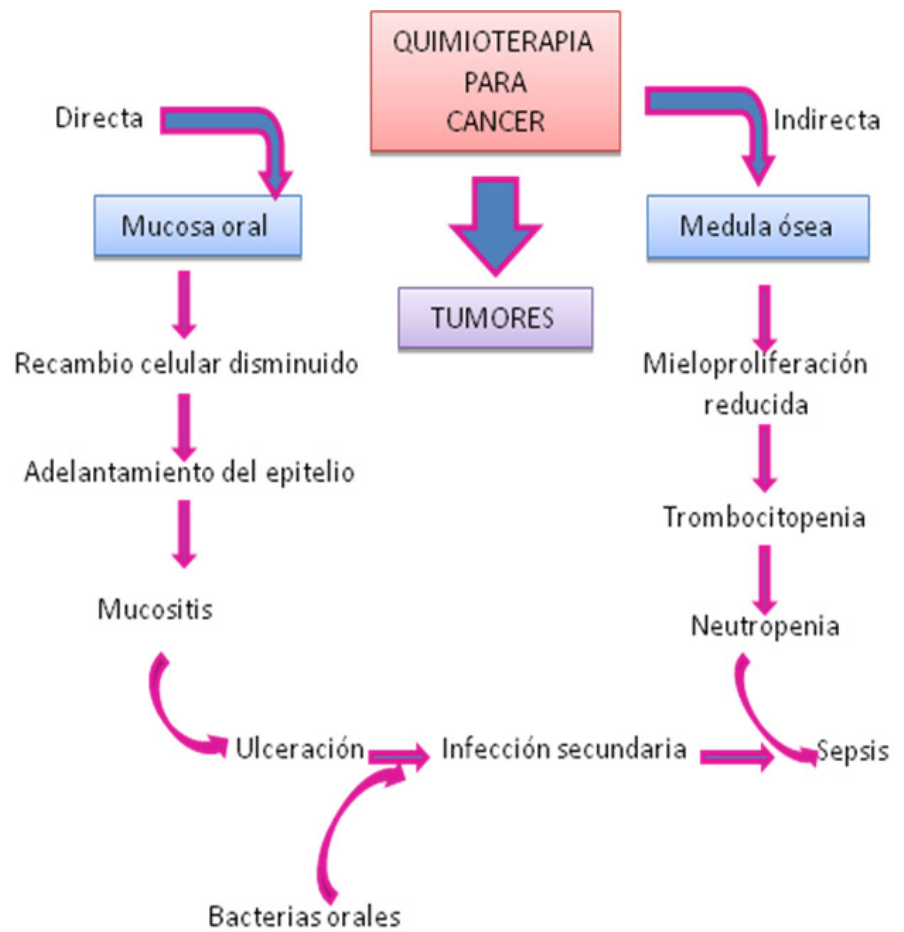 QUIMIOTERAPIA
PARA
CANCER
Directa
Indirecta
Mucosa oral
Medula ósea
TUMORES
Recambio celular disminuido
Mieloproliferación
reducida
Adelantamiento del epitelio
Trombocitopenia
Mucositis
Neutropenia
Ulceración
Infección secundaria
Sepsis
Bacterias orales